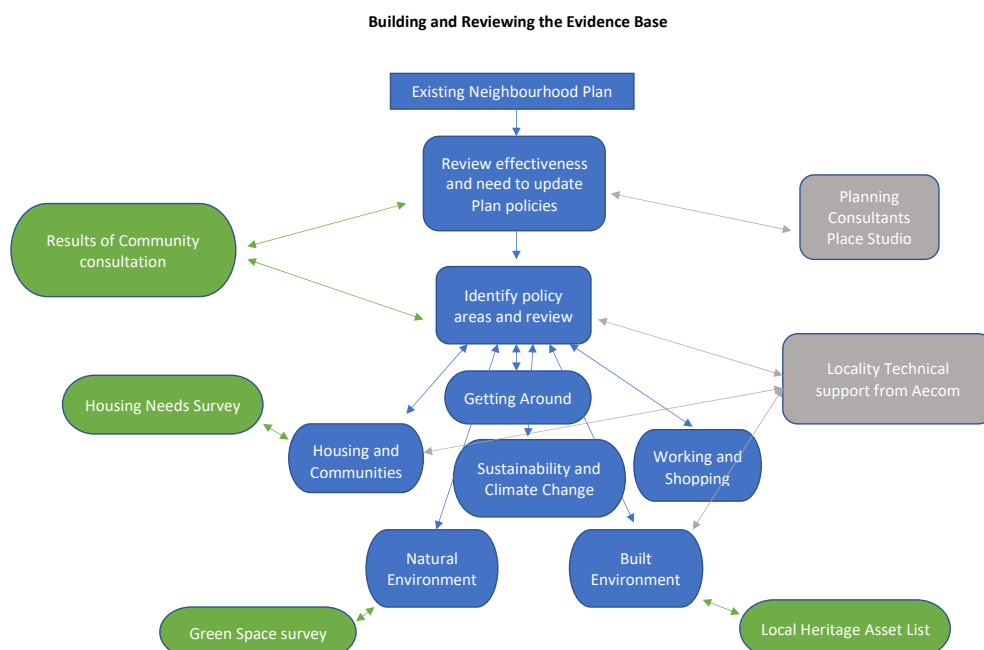 Building and Reviewing the Evidence Base
Existing Neighbourhood Plan
Review effectiveness
and need to update
Plan policies
Planning
Consultants
Place Studio
Results of Community
consultation
Identify policy
areas and review
Locality Technical
support from Aecom
Getting Around
Housing Needs Survey
Housing and
Communities
Sustainability and
Climate Change
Working and
Shopping
Natural
Environment
Built
Environment
Green Space survey
Local Heritage Asset List